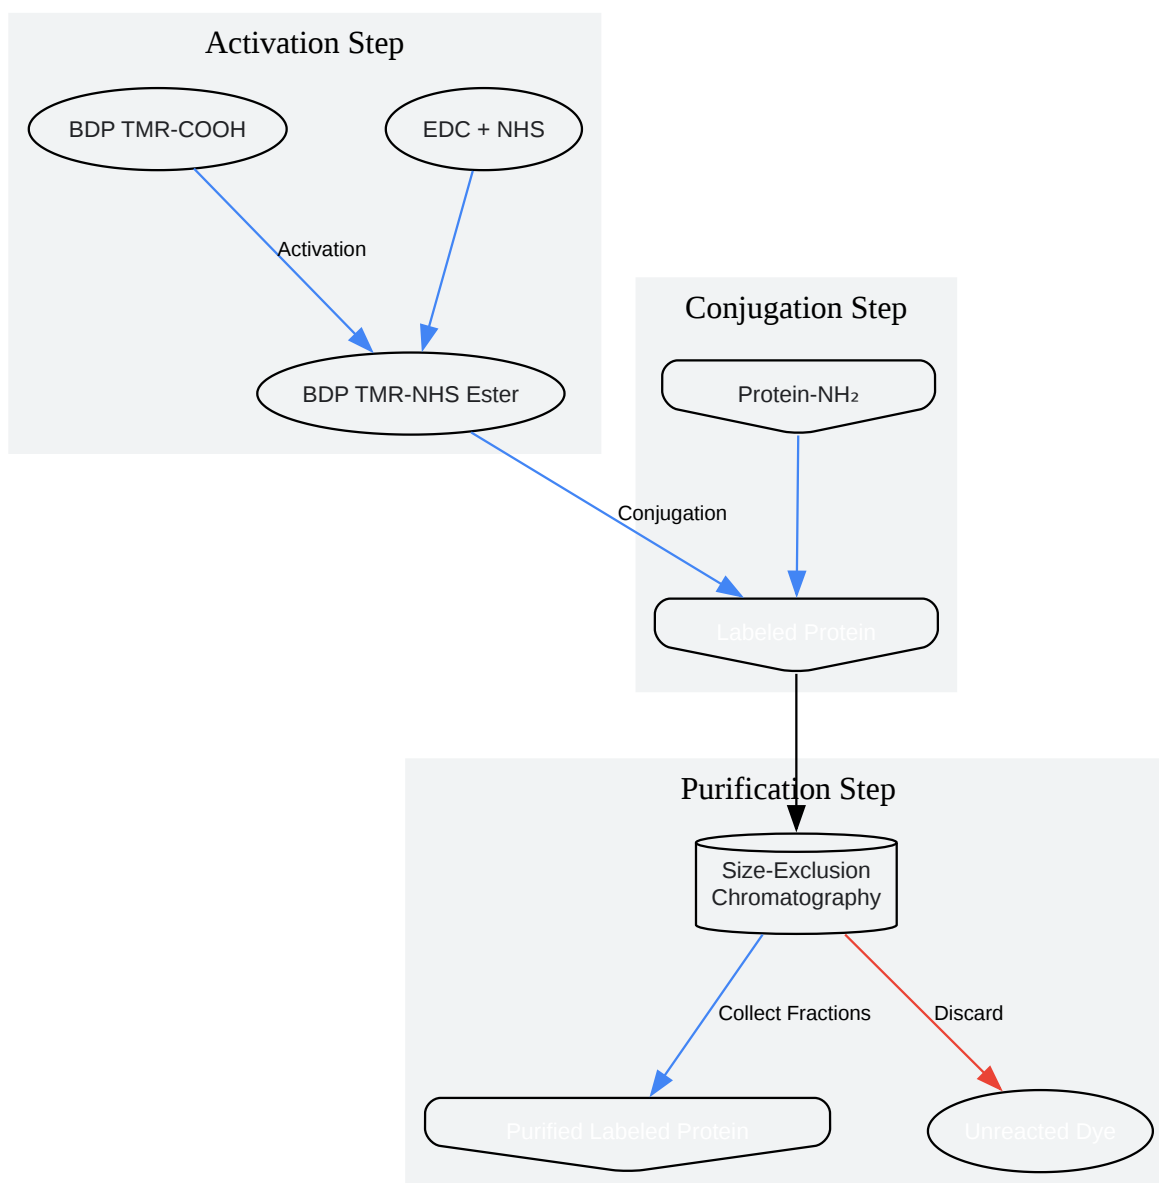 Activation Step
BDP TMR-COOH
EDC + NHS
Activation
BDP TMR-NHS Ester
Conjugation Step
Protein-NH₂
Conjugation
Labeled Protein
Purification Step
Size-Exclusion
Chromatography
Collect Fractions
Discard
Purified Labeled Protein
Unreacted Dye